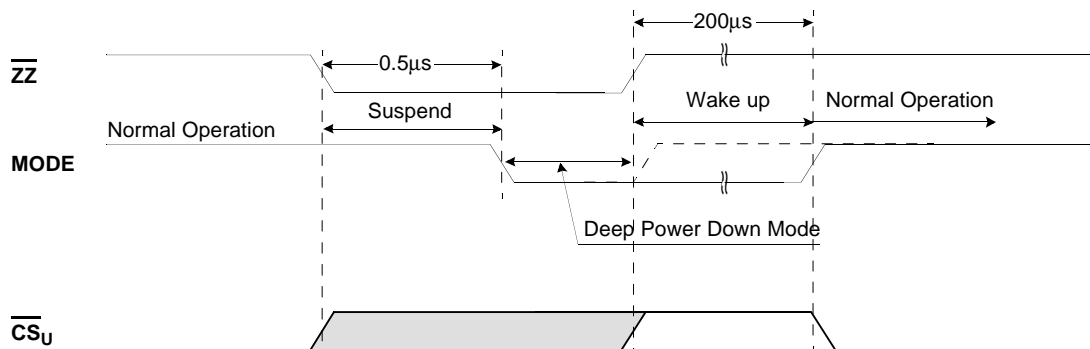 200μs
ZZ
0.5μs
Suspend
Wake up
Normal Operation
Normal Operation
MODE
Deep Power Down Mode
CSU